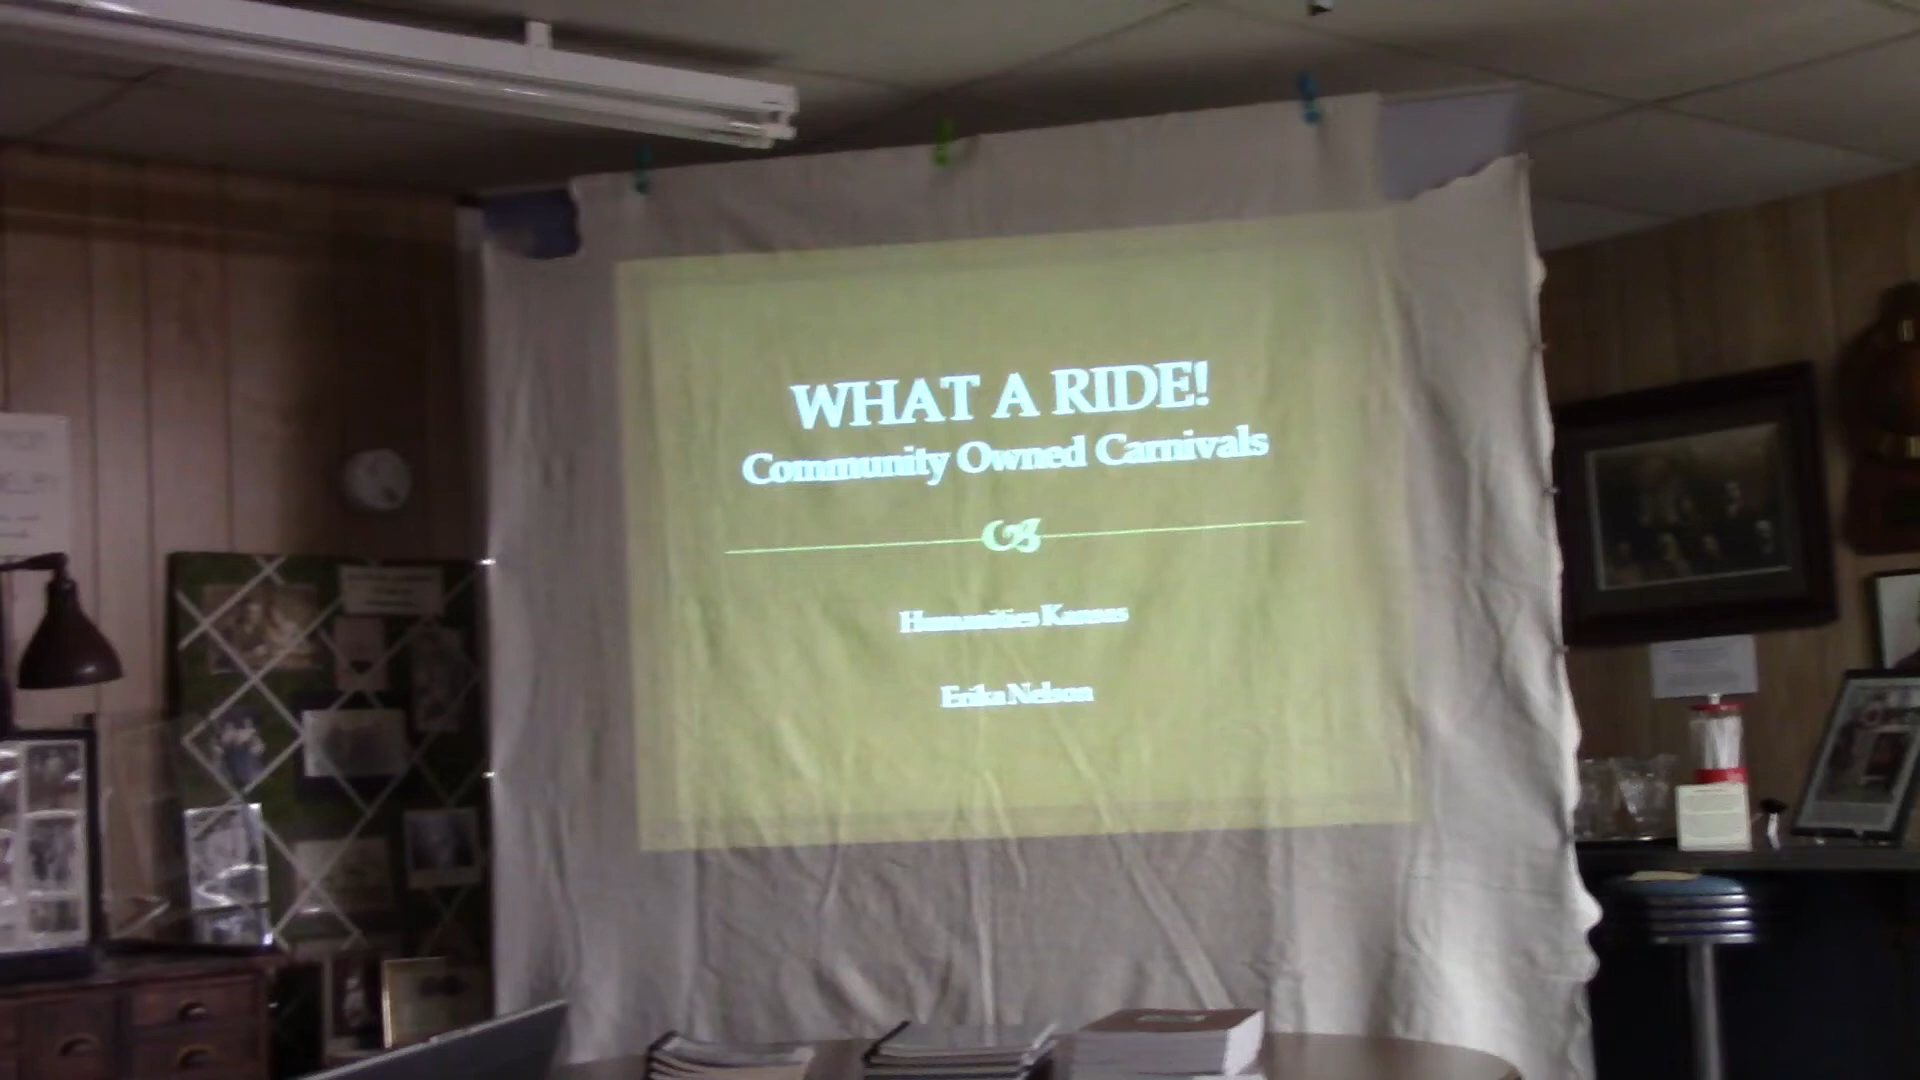 WHAT A RIDE!
Community Owned Carnivals
Humanities Kansas
Erika Nelson